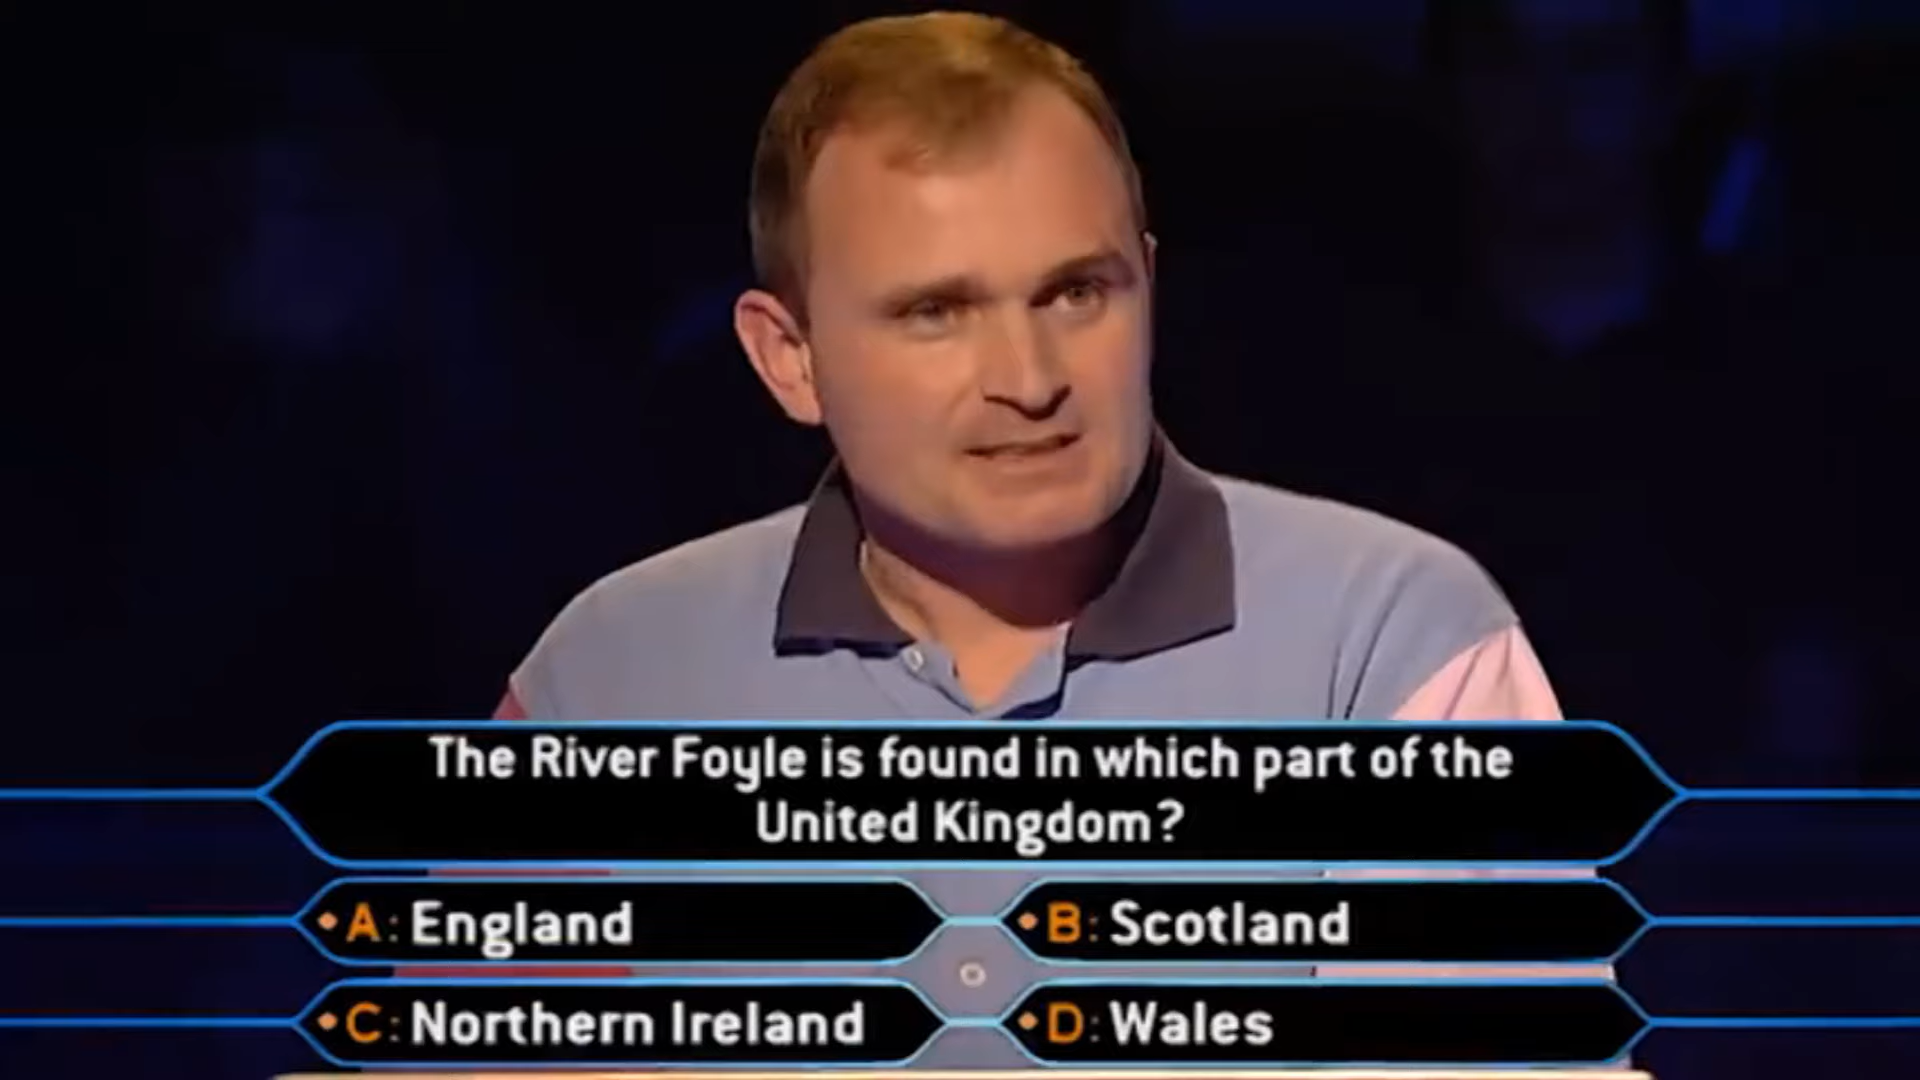 The River Foyle is found in which part of the
United Kingdom?
A: England
B: Scotland
C: Northern Ireland
D: Wales